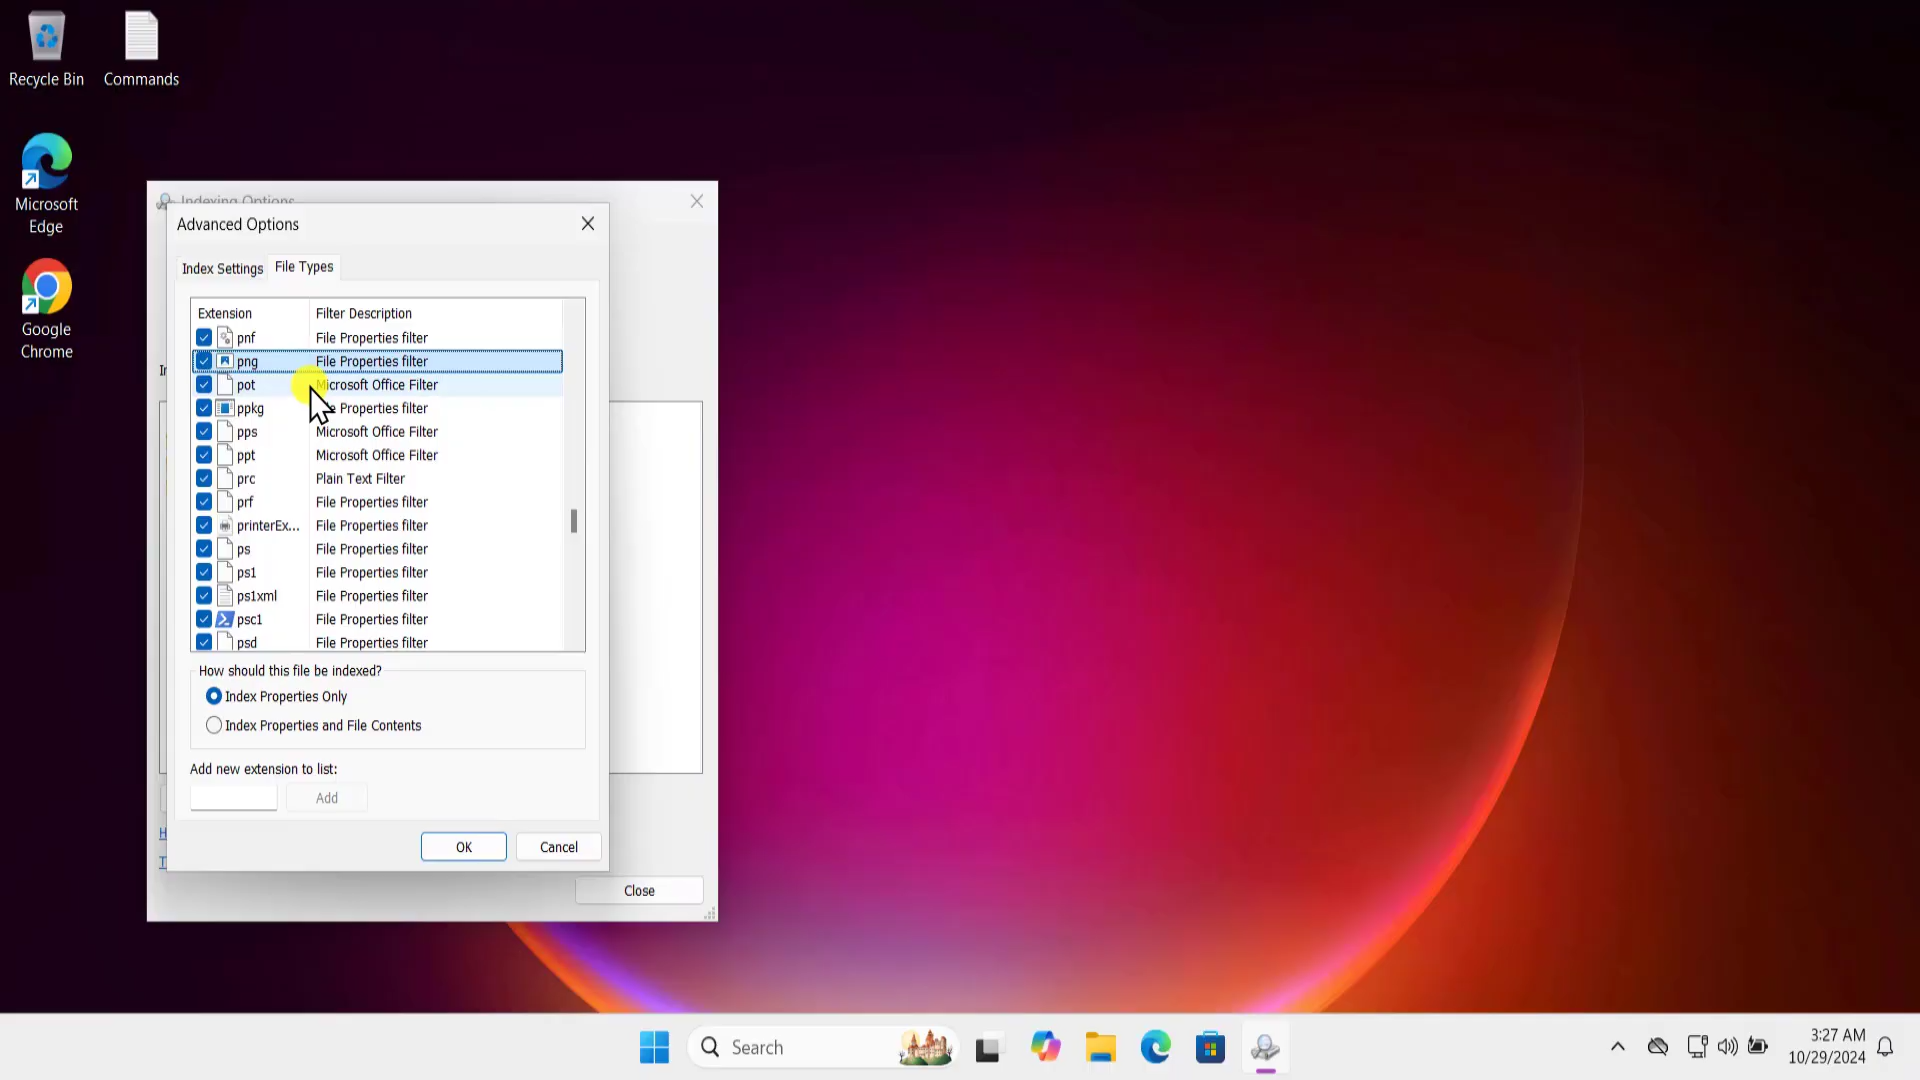 Recycle Bin
Commands
Microsoft
Edge
Google
Chrome
Indexing Options
Advanced Options
Index Settings
File Types
Extension Filter Description
pnf File Properties filter
png File Properties filter
pot Microsoft Office Filter
ppkg Properties filter
pps Microsoft Office Filter
ppt Microsoft Office Filter
prc Plain Text Filter
prf File Properties filter
printerEx... File Properties filter
ps File Properties filter
ps1 File Properties filter
ps1xml File Properties filter
psc1 File Properties filter
psd File Properties filter
How should this file be indexed?
Index Properties Only
Index Properties and File Contents
Add new extension to list:
Add
OK Cancel
Close
Search
3:27 AM
10/29/2024